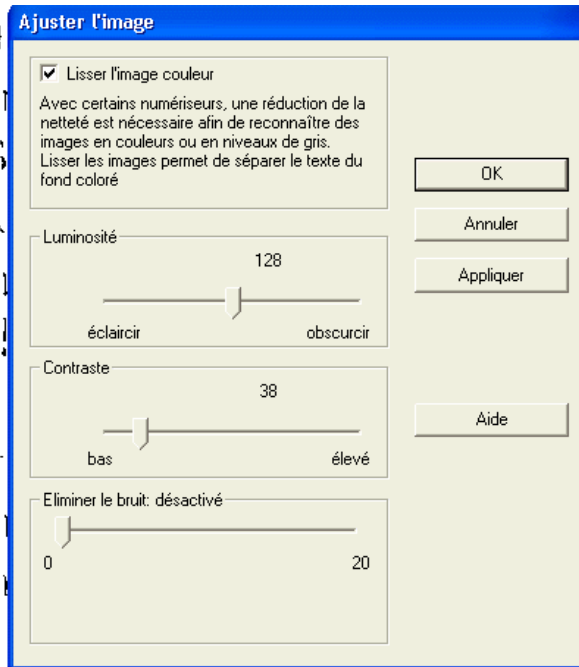 Ajuster l'image
Lisser l'image couleur
Avec certains numériseurs, une réduction de la
netteté est nécessaire afin de reconnaître des
images en couleurs ou en niveaux de gris.
Lisser les images permet de séparer le texte du
fond coloré
OK
Annuler
Appliquer
Luminosité
128
éclaircir obscurcir
Contraste
38
bas élevé
Aide
Eliminer le bruit: désactivé
0 20